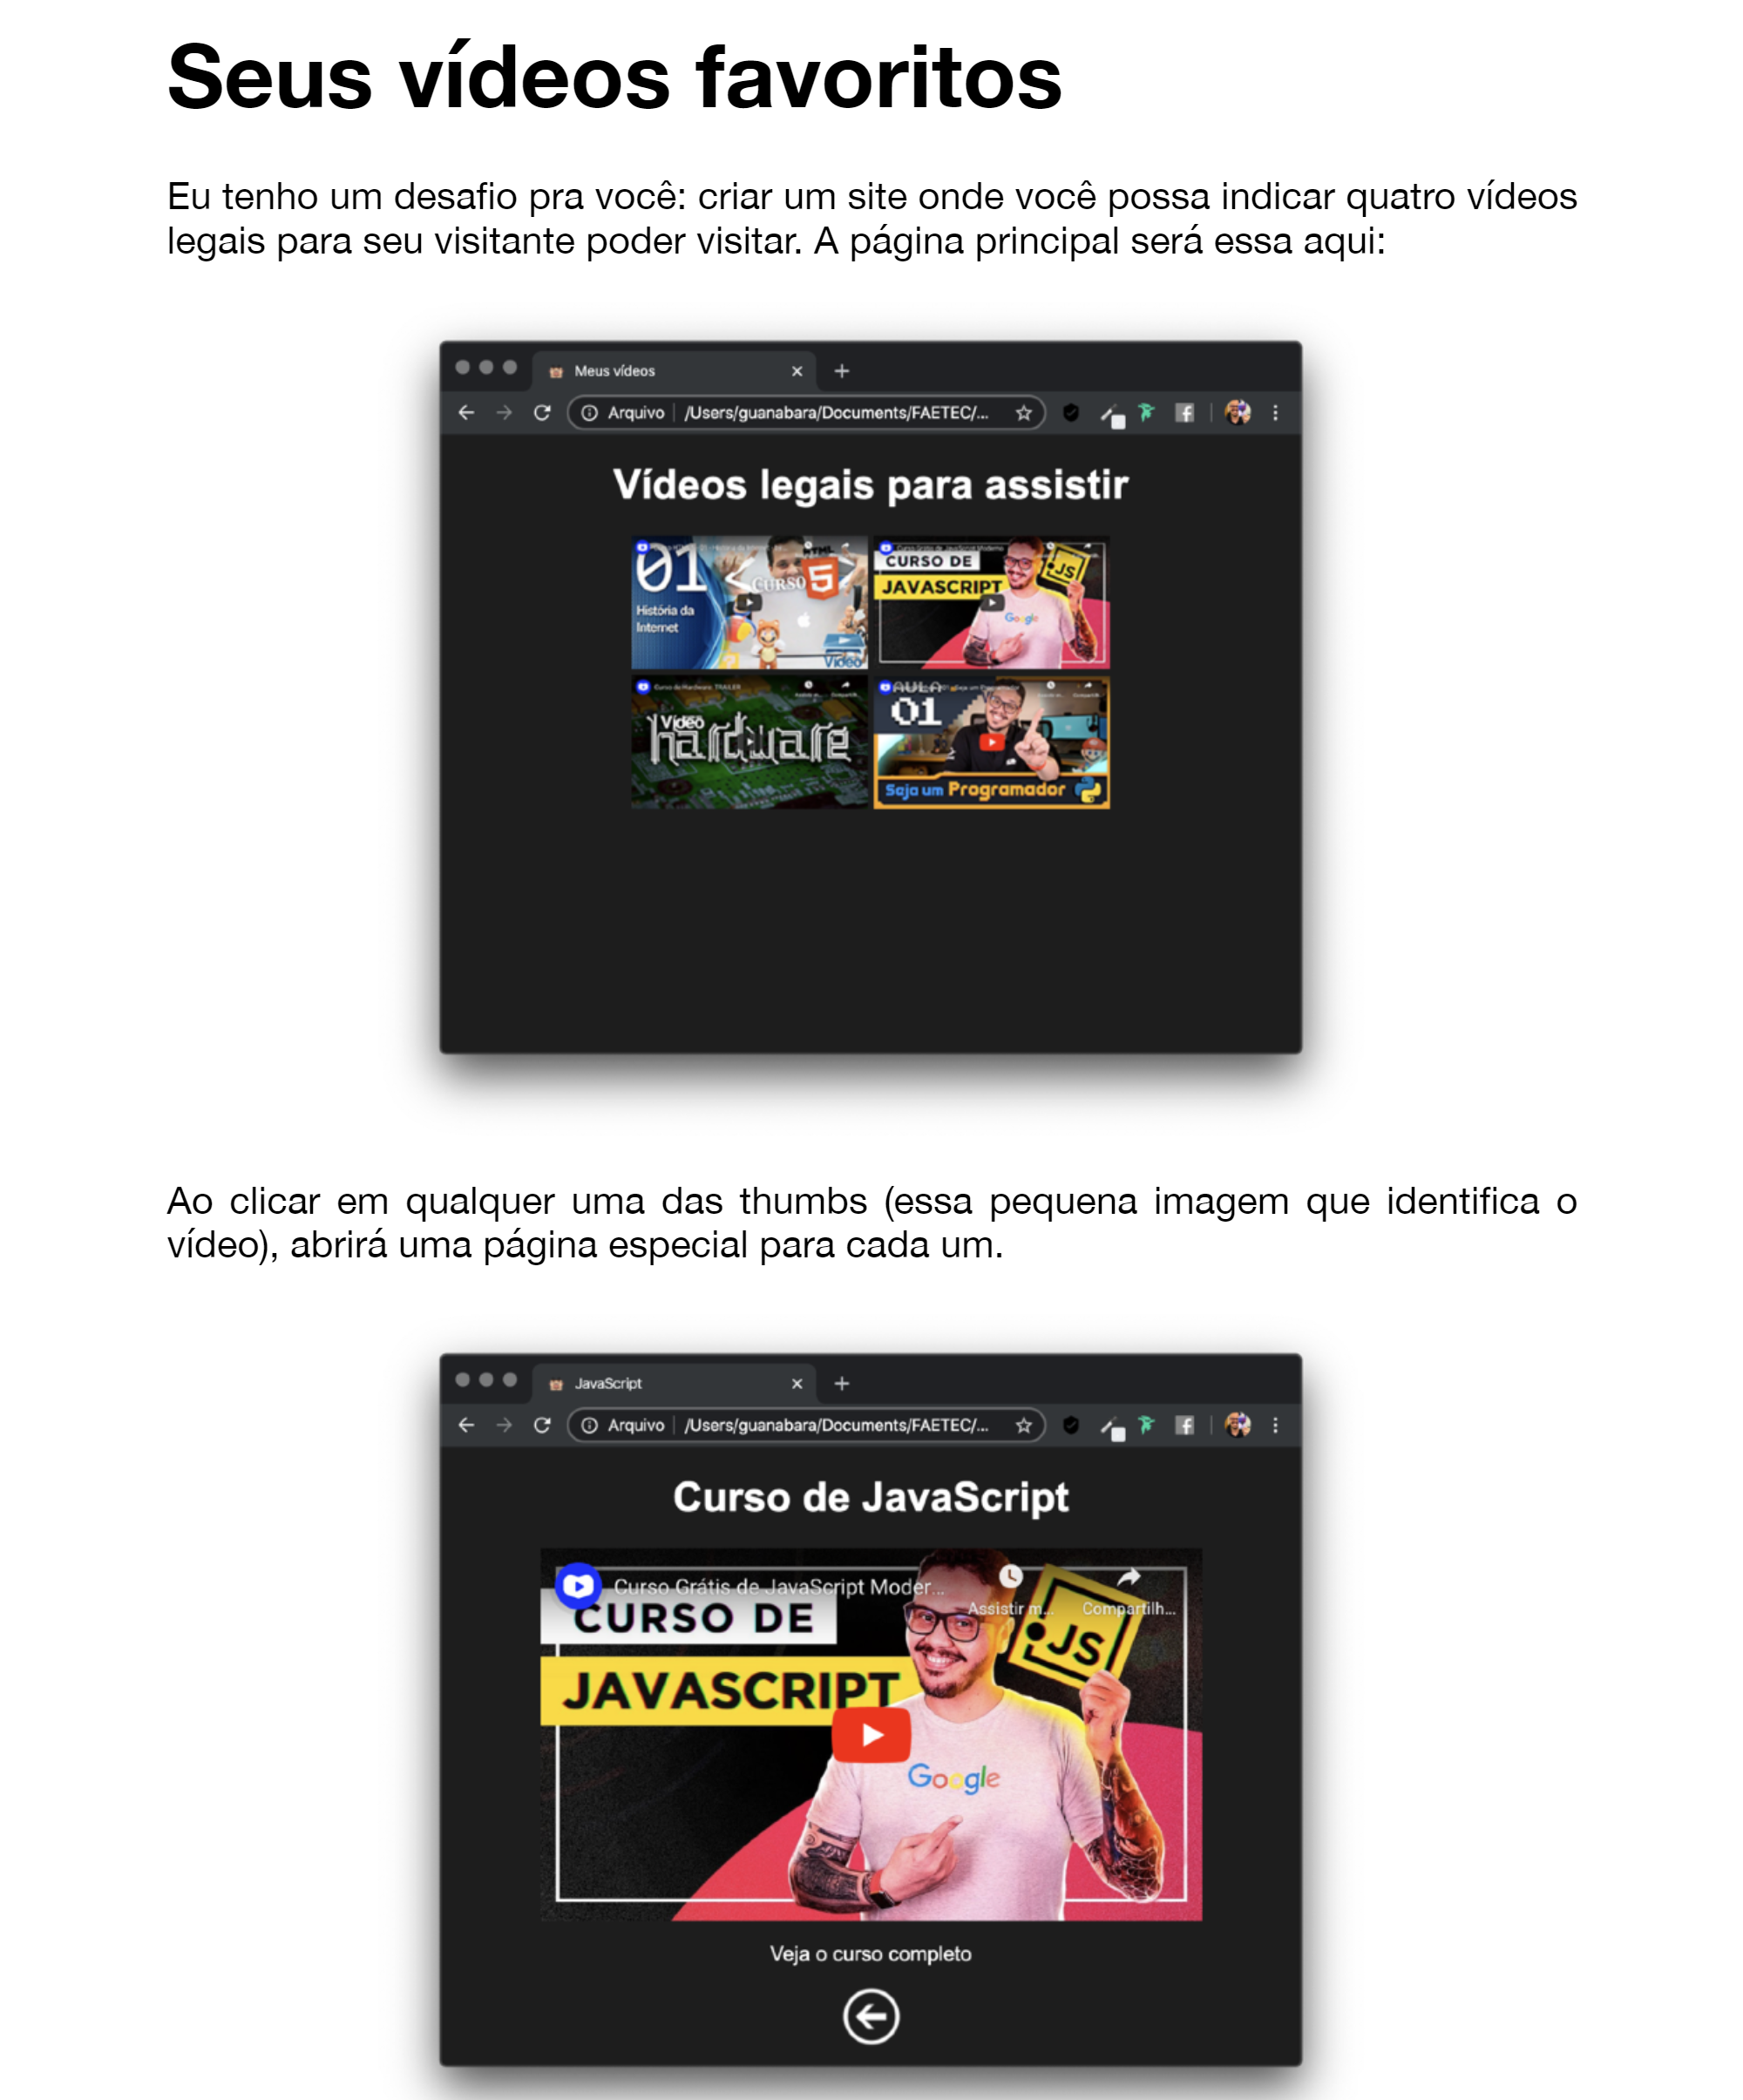 Seus vídeos favoritos
Eu tenho um desafio pra você: criar um site onde você possa indicar quatro vídeos
legais para seu visitante poder visitar. A página principal será essa aqui:
Meus vídeos
Arquivo | /Users/guanabara/Documents/FAETEC/...
Vídeos legais para assistir
01
História da
Internet
HTML
CURSO
5
Vídeo
CURSO DE
JAVASCRIPT
JS
Google
Curso de Hardware: TRAILER
Vídeo
hardware
AULA
01
Seja um Programador
Ao clicar em qualquer uma das thumbs (essa pequena imagem que identifica o
vídeo), abrirá uma página especial para cada um.
JavaScript
Arquivo | /Users/guanabara/Documents/FAETEC/...
Curso de JavaScript
Curso Grátis de JavaScript Moder...
Assistir m...
Compartilh...
CURSO DE
JAVASCRIPT
JS
Google
Veja o curso completo